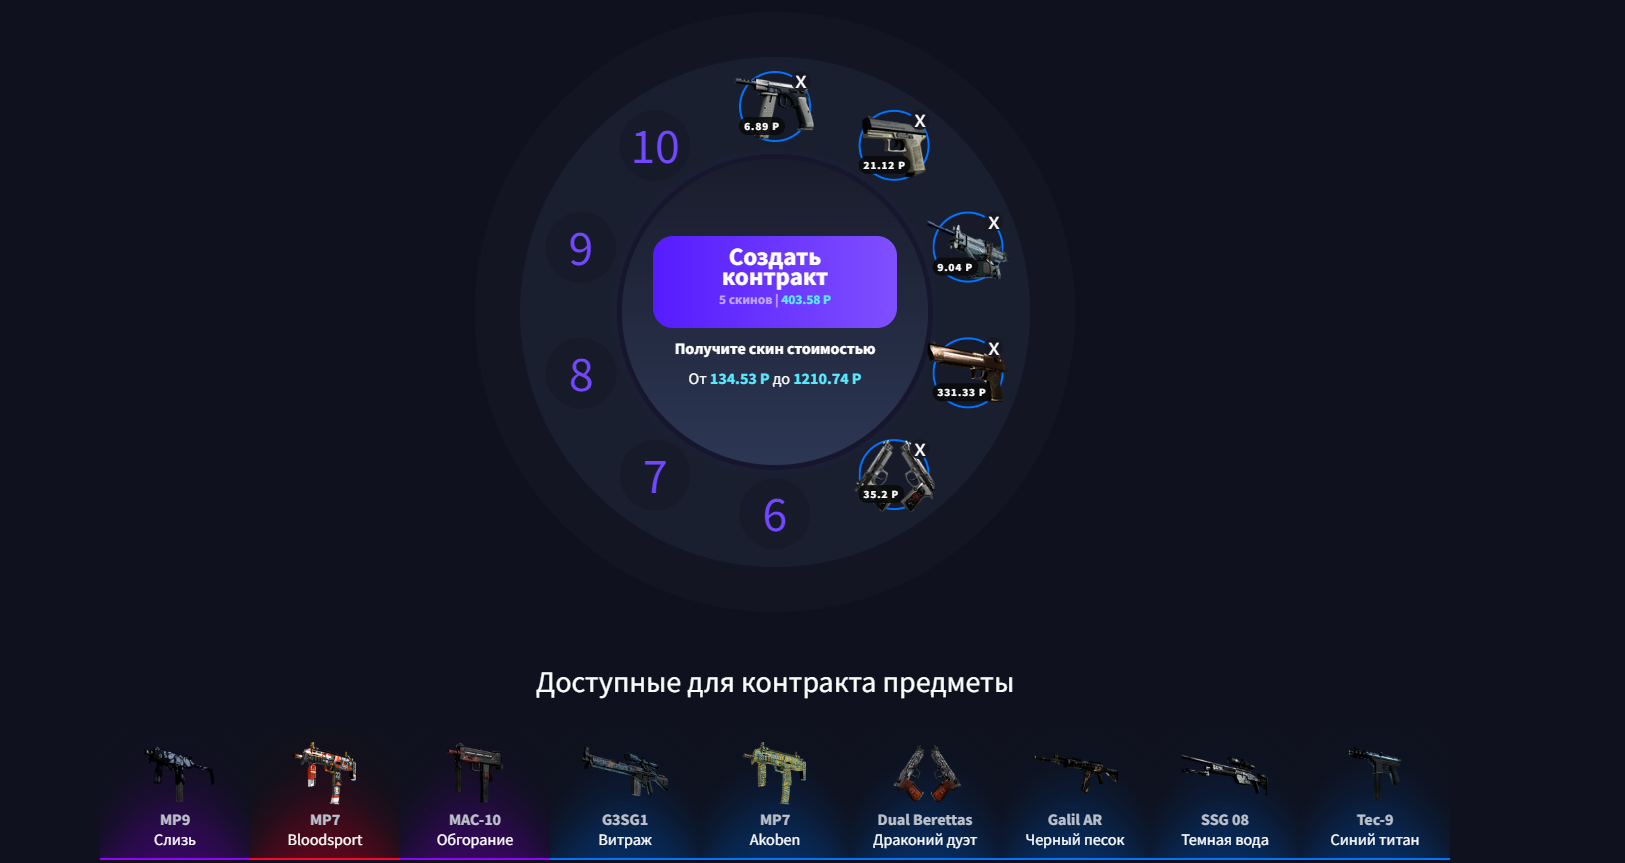 X
6.89 P
X
21.12 P
10
X
9.04 P
9
Создать
контракт
5 скинов | 403.58 Р
Получите скин стоимостью
От 134.53 Р до 1210.74 Р
X
331.33 P
8
X
35.2 P
7
6
Доступные для контракта предметы
MP9
Слизь
MP7
Bloodsport
MAC-10
Обгорание
G3SG1
Витраж
MP7
Akoben
Dual Berettas
Драконий дуэт
Galil AR
Черный песок
SSG 08
Темная вода
Tec-9
Синий титан